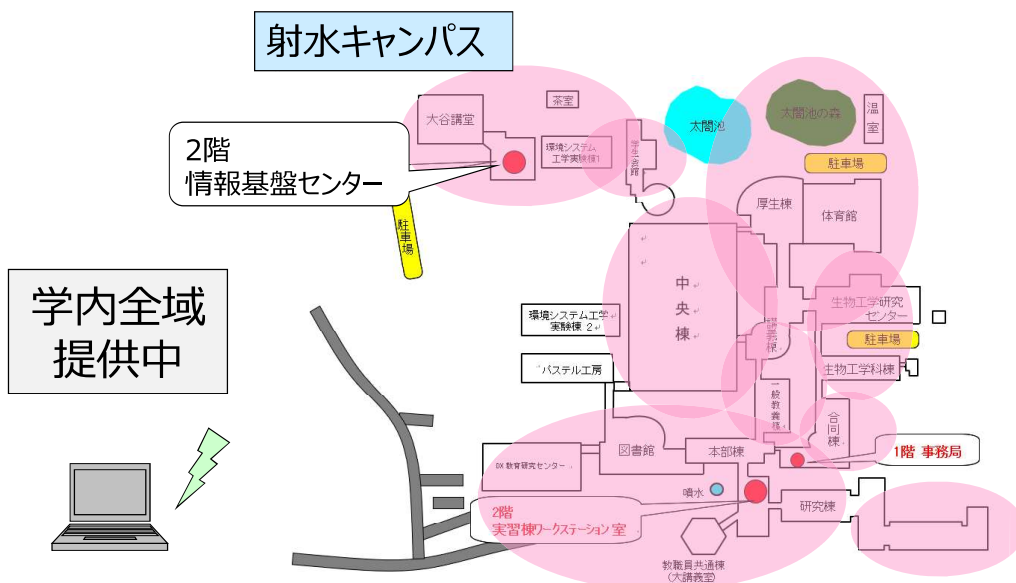 射水キャンパス
2階
情報基盤センター
大谷講堂
茶室
環境システム
工学実験棟1
学生会館
太閤池
太閤池の森
温室
駐車場
厚生棟
体育館
駐車場
学内全域
提供中
中央棟
環境システム工学
実験棟 2
パステル工房
講義棟
生物工学研究
センター
駐車場
生物工学科棟
一般教養棟
合同棟
図書館
本部棟
1階 事務局
DX教育研究センター
噴水
2階
実習棟ワークステーション室
研究棟
教職員共通棟
(大講義室)